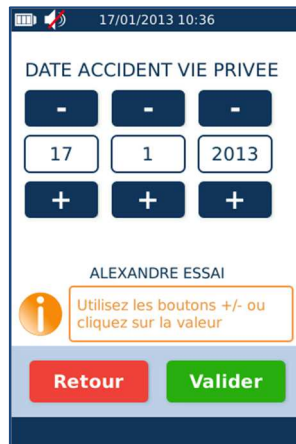 17/01/2013 10:36
DATE ACCIDENT VIE PRIVEE
- - -
17 1 2013
+ + +
ALEXANDRE ESSAI
Utilisez les boutons +/- ou
cliquez sur la valeur
Retour Valider